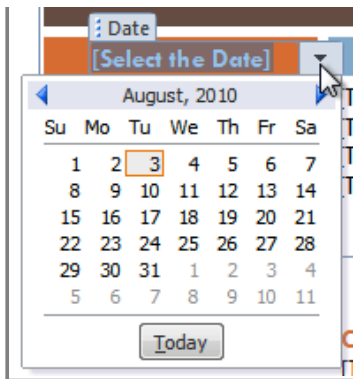 Date
[Select the Date]
August, 2010
Su Mo Tu We Th Fr Sa
1 2 3 4 5 6 7
8 9 10 11 12 13 14
15 16 17 18 19 20 21
22 23 24 25 26 27 28
29 30 31 1 2 3 4
5 6 7 8 9 10 11
Today